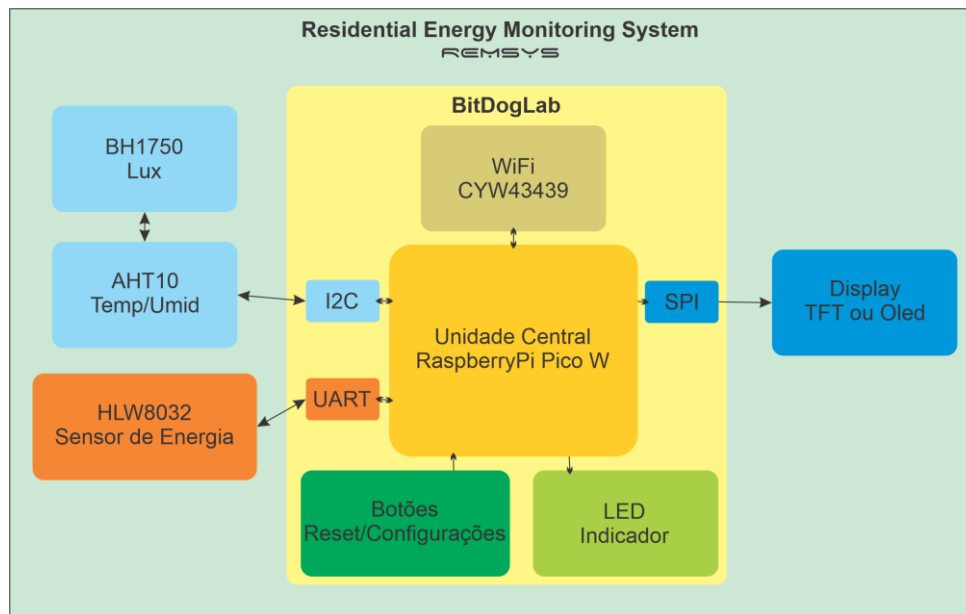 Residential Energy Monitoring System
REMSYS
BitDogLab
BH1750
Lux
WiFi
CYW43439
AHT10
Temp/Umid
I2C
Unidade Central
RaspberryPi Pico W
SPI
Display
TFT ou Oled
HLW8032
Sensor de Energia
UART
Botões
Reset/Configurações
LED
Indicador